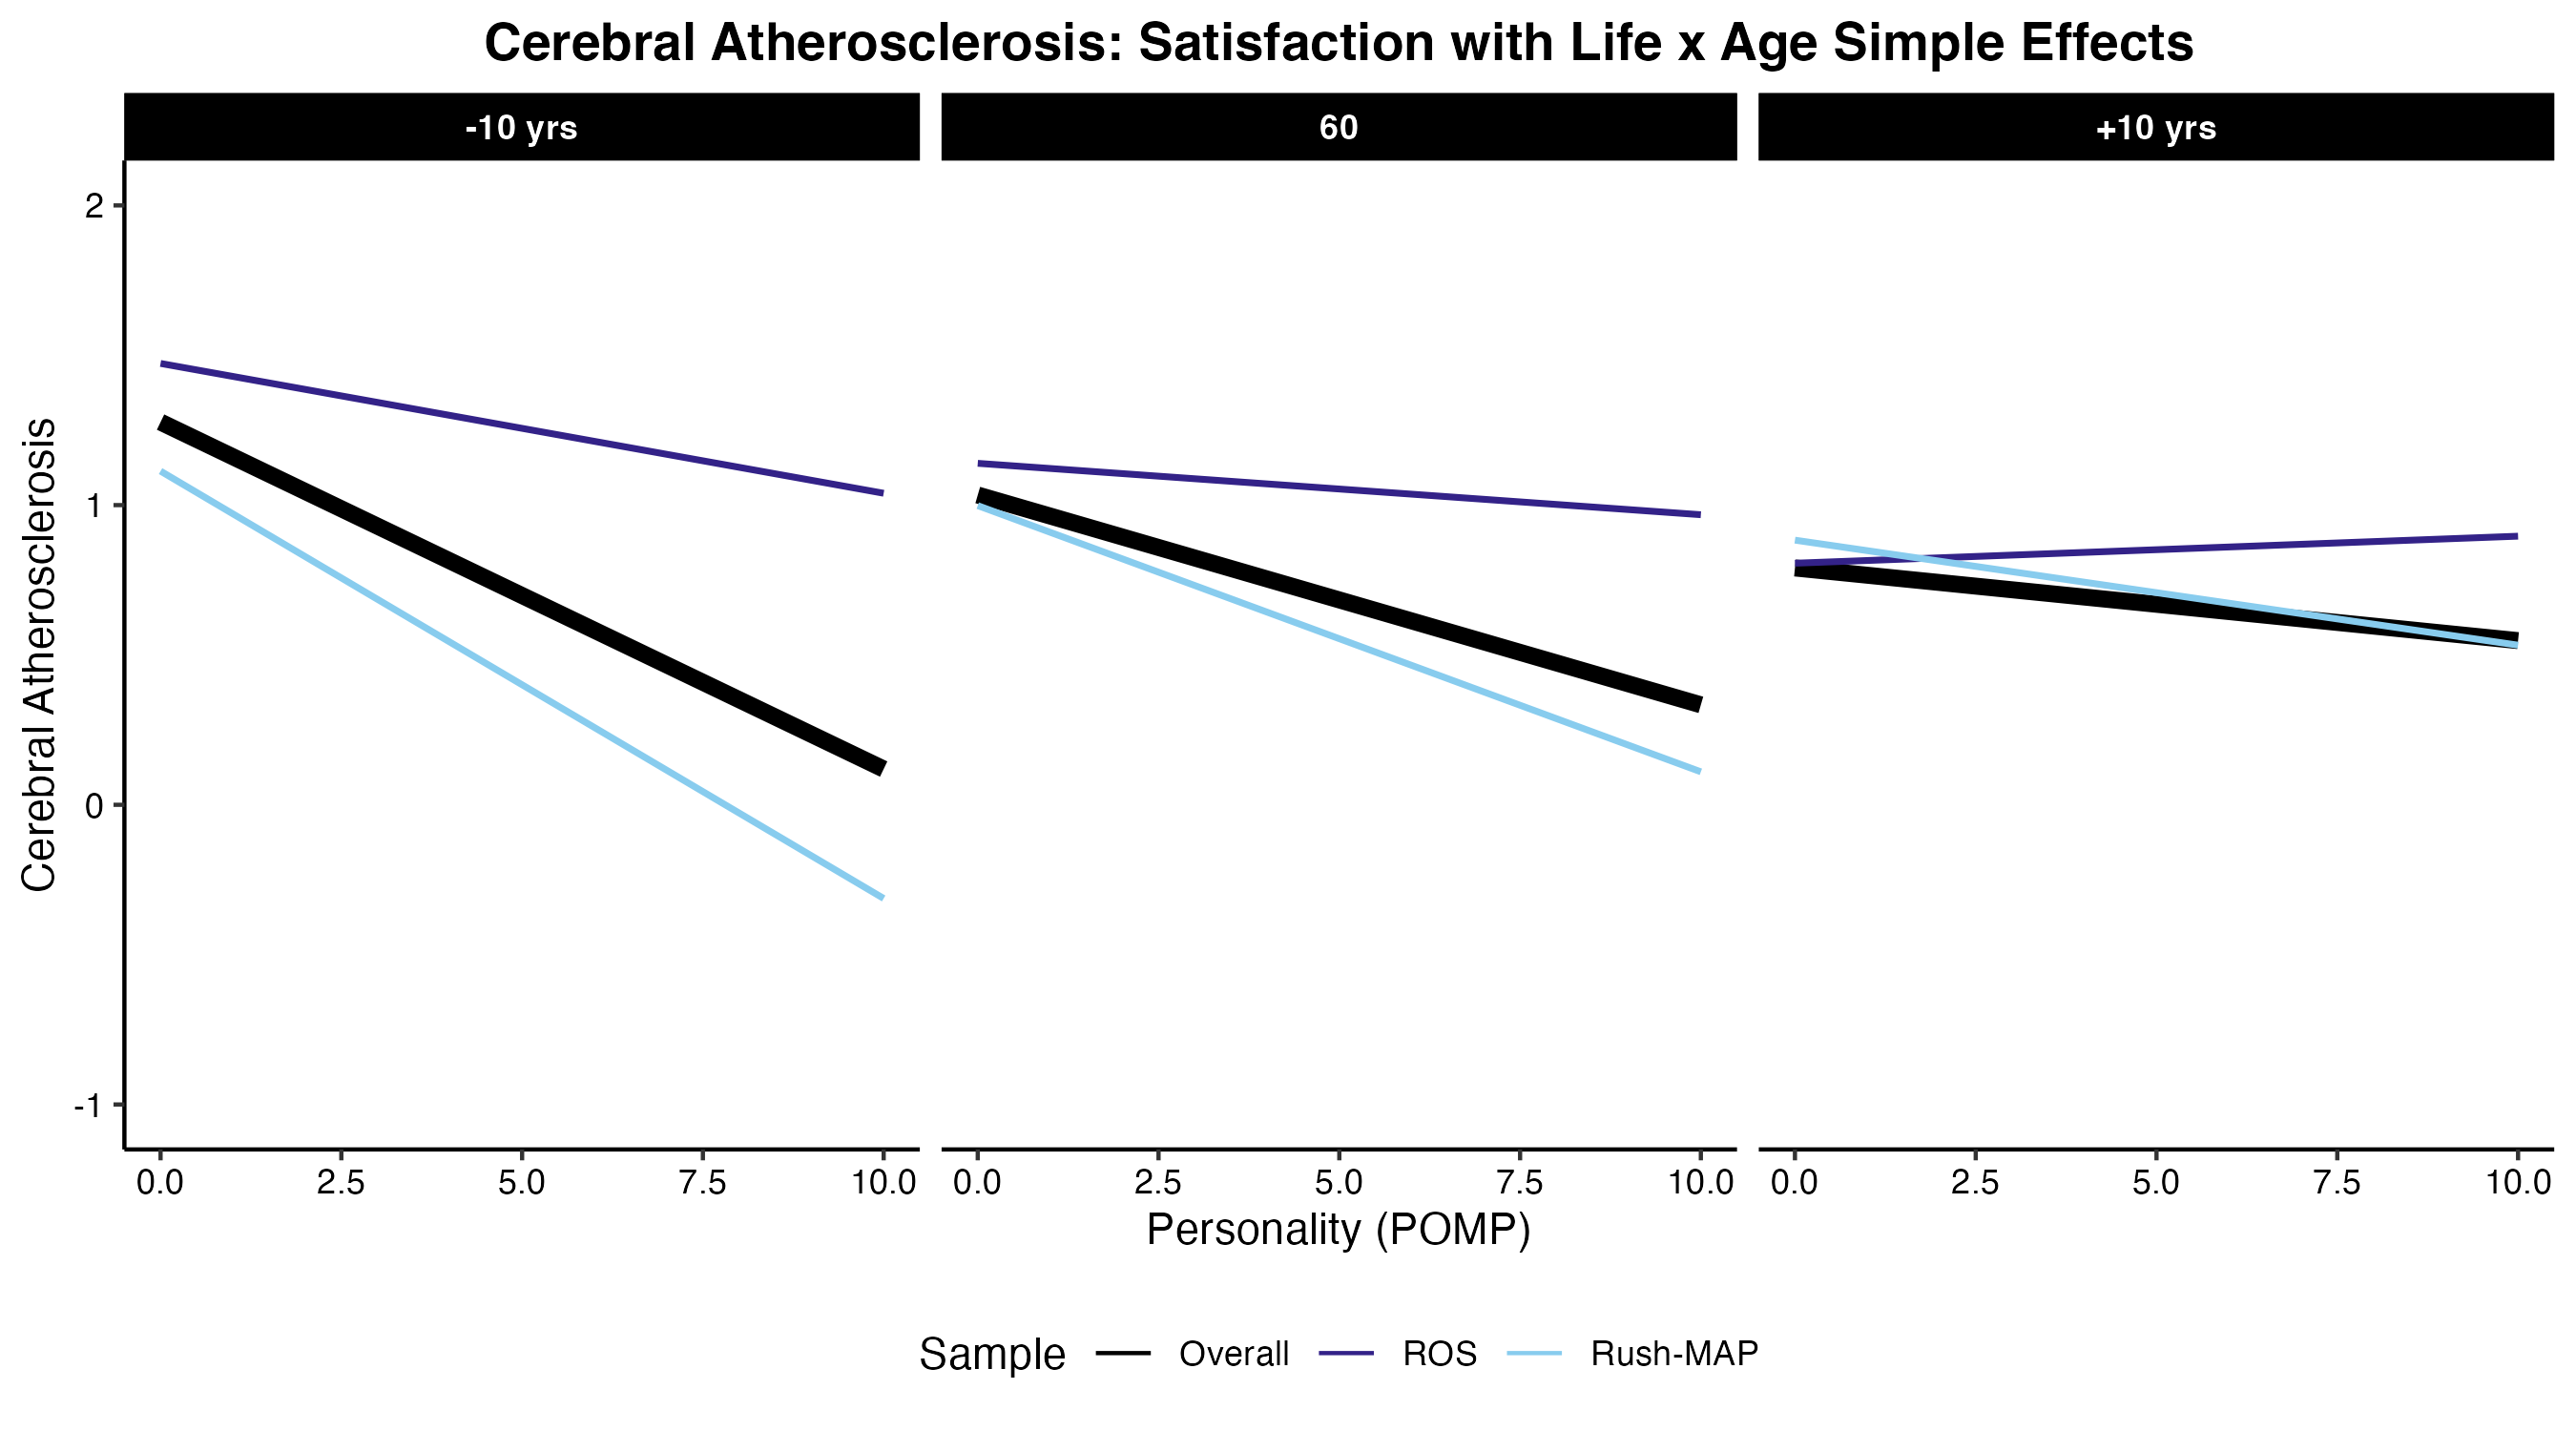 Cerebral Atherosclerosis: Satisfaction with Life x Age Simple Effects
-10 yrs 60 +10 yrs
Cerebral Atherosclerosis
2
1
0
-1
0.0 2.5 5.0 7.5 10.0 0.0 2.5 5.0 7.5 10.0 0.0 2.5 5.0 7.5 10.0
Personality (POMP)
Sample Overall ROS Rush-MAP